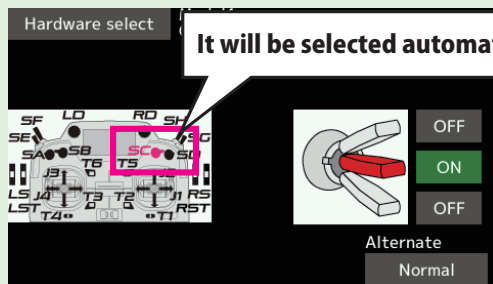 Hardware select
It will be selected automa
SF LD RD SH
SE SG
SA SB SC SD
T6 T5
J3 J2
LS J4 T3 T2 J1 RS
LST T4 T1 RST
OFF
ON
OFF
Alternate
Normal